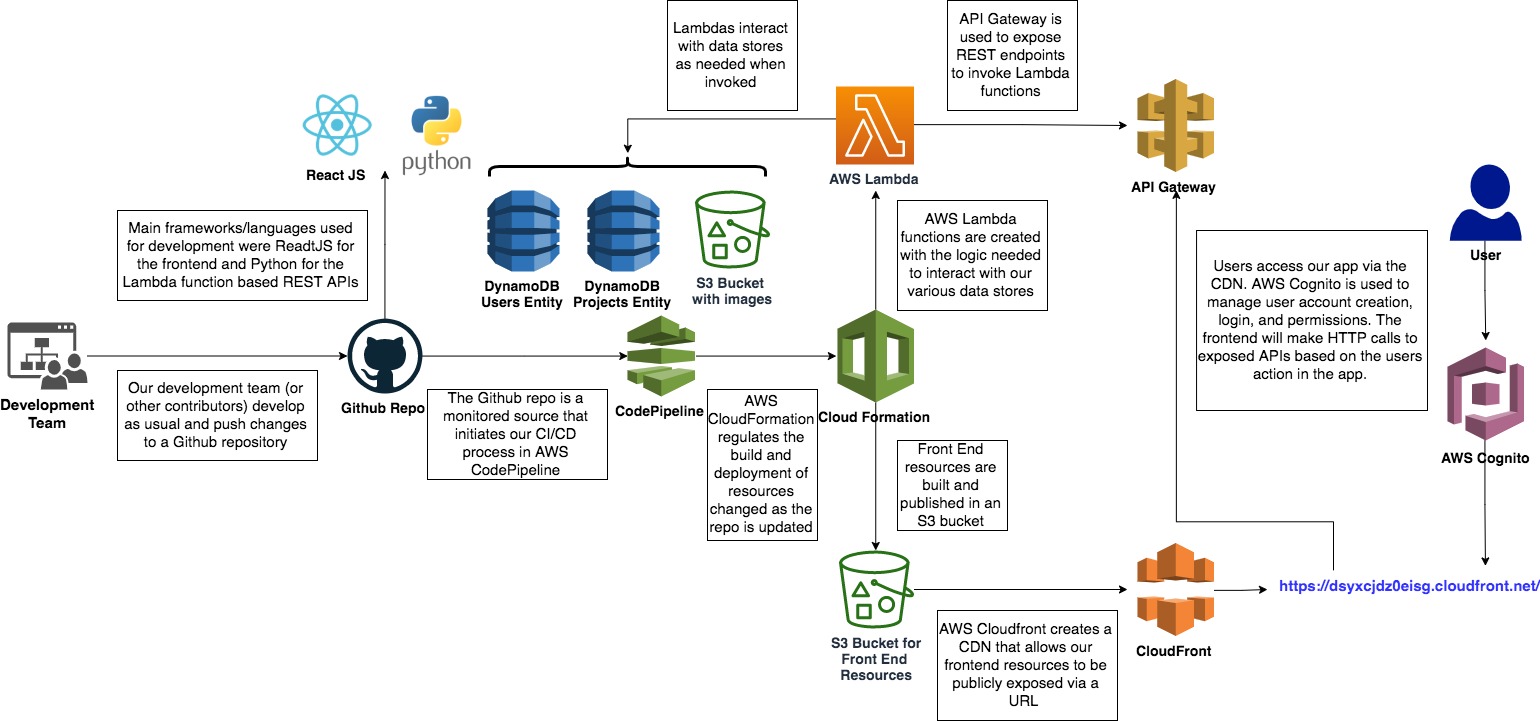 Lambdas interact
with data stores
as needed when
invoked
API Gateway is
used to expose
REST endpoints
to invoke Lambda
functions
React JS
python
AWS Lambda
API Gateway
Main frameworks/languages used
for development were ReadtJS for
the frontend and Python for the
Lambda function based REST APIs
DynamoDB
Users Entity
DynamoDB
Projects Entity
S3 Bucket
with images
AWS Lambda
functions are created
with the logic needed
to interact with our
various data stores
User
Users access our app via the
CDN. AWS Cognito is used to
manage user account creation,
login, and permissions. The
frontend will make HTTP calls to
exposed APIs based on the users
action in the app.
Development
Team
Our development team (or
other contributors) develop
as usual and push changes
to a Github repository
Github Repo
The Github repo is a
monitored source that
initiates our CI/CD
process in AWS
CodePipeline
CodePipeline
AWS
CloudFormation
regulates the
build and
deployment of
resources
changed as the
repo is updated
Cloud Formation
Front End
resources are
built and
published in an
S3 bucket
AWS Cognito
S3 Bucket for
Front End
Resources
AWS Cloudfront creates a
CDN that allows our
frontend resources to be
publicly exposed via a
URL
CloudFront
https://dsyxcjdz0eisg.cloudfront.net/